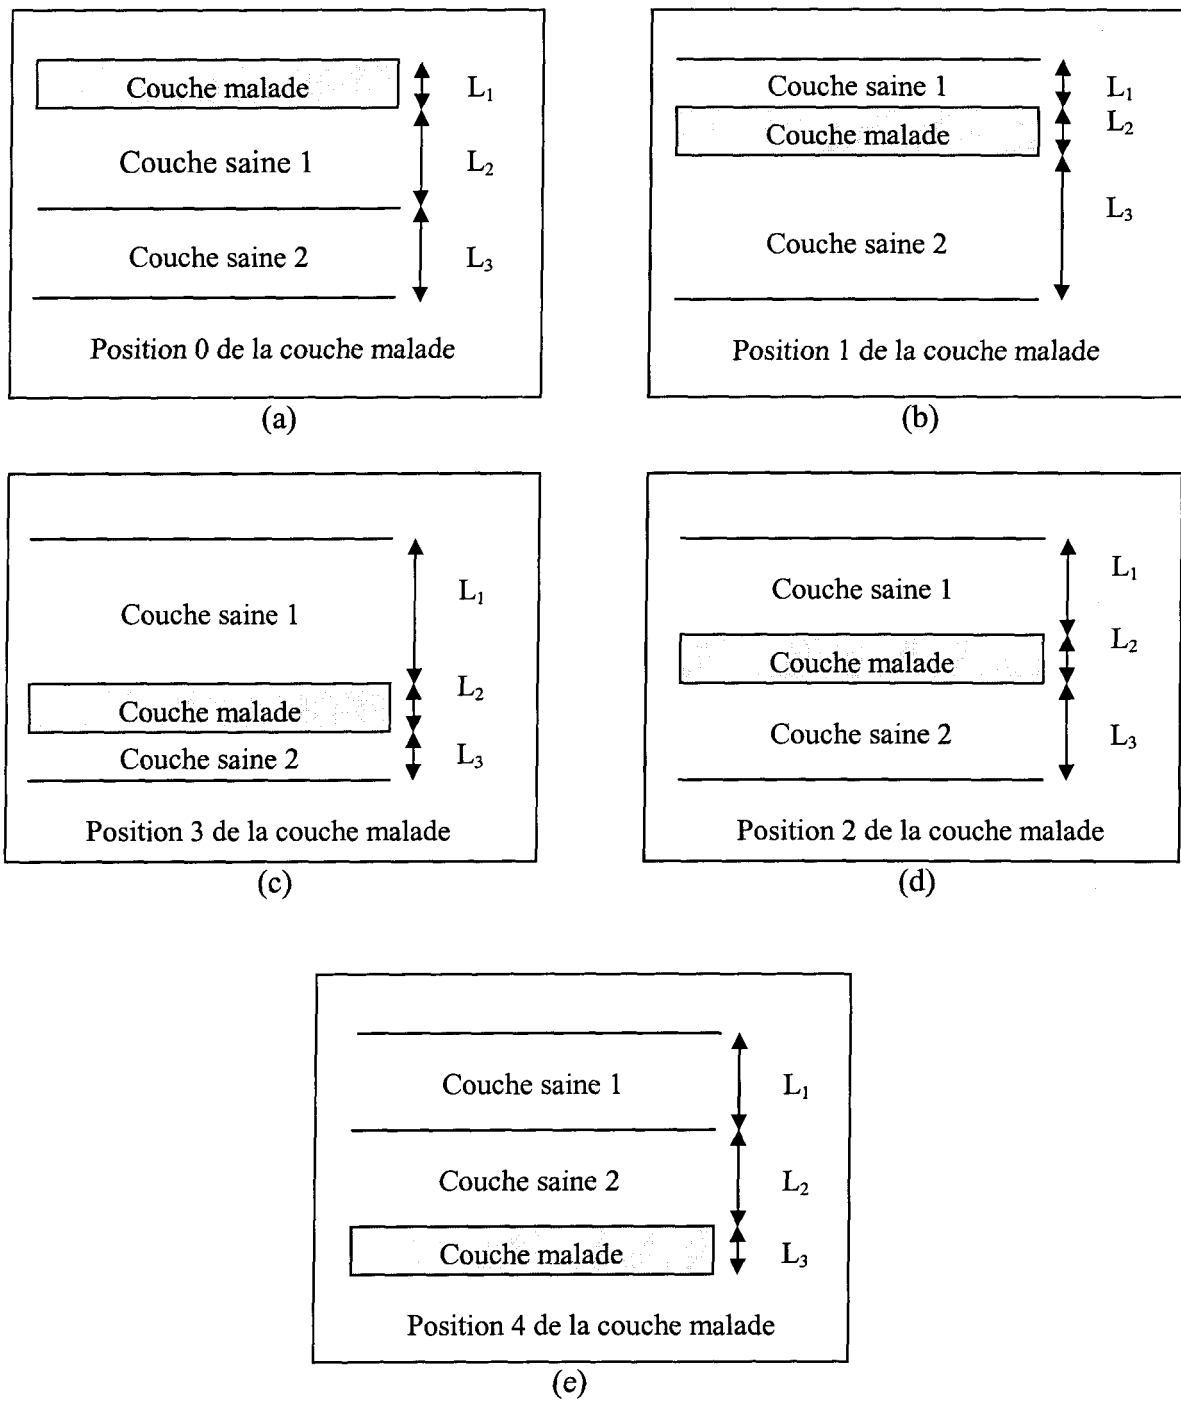 Couche malade
L₁
Couche saine 1
L₂
Couche saine 2
L₃
Position 0 de la couche malade
(a)
Couche saine 1
L₁
Couche malade
L₂
L₃
Couche saine 2
Position 1 de la couche malade
(b)
L₁
Couche saine 1
L₂
Couche malade
Couche saine 2
L₃
Position 3 de la couche malade
(c)
L₁
Couche saine 1
L₂
Couche malade
Couche saine 2
L₃
Position 2 de la couche malade
(d)
Couche saine 1
L₁
Couche saine 2
L₂
Couche malade
L₃
Position 4 de la couche malade
(e)